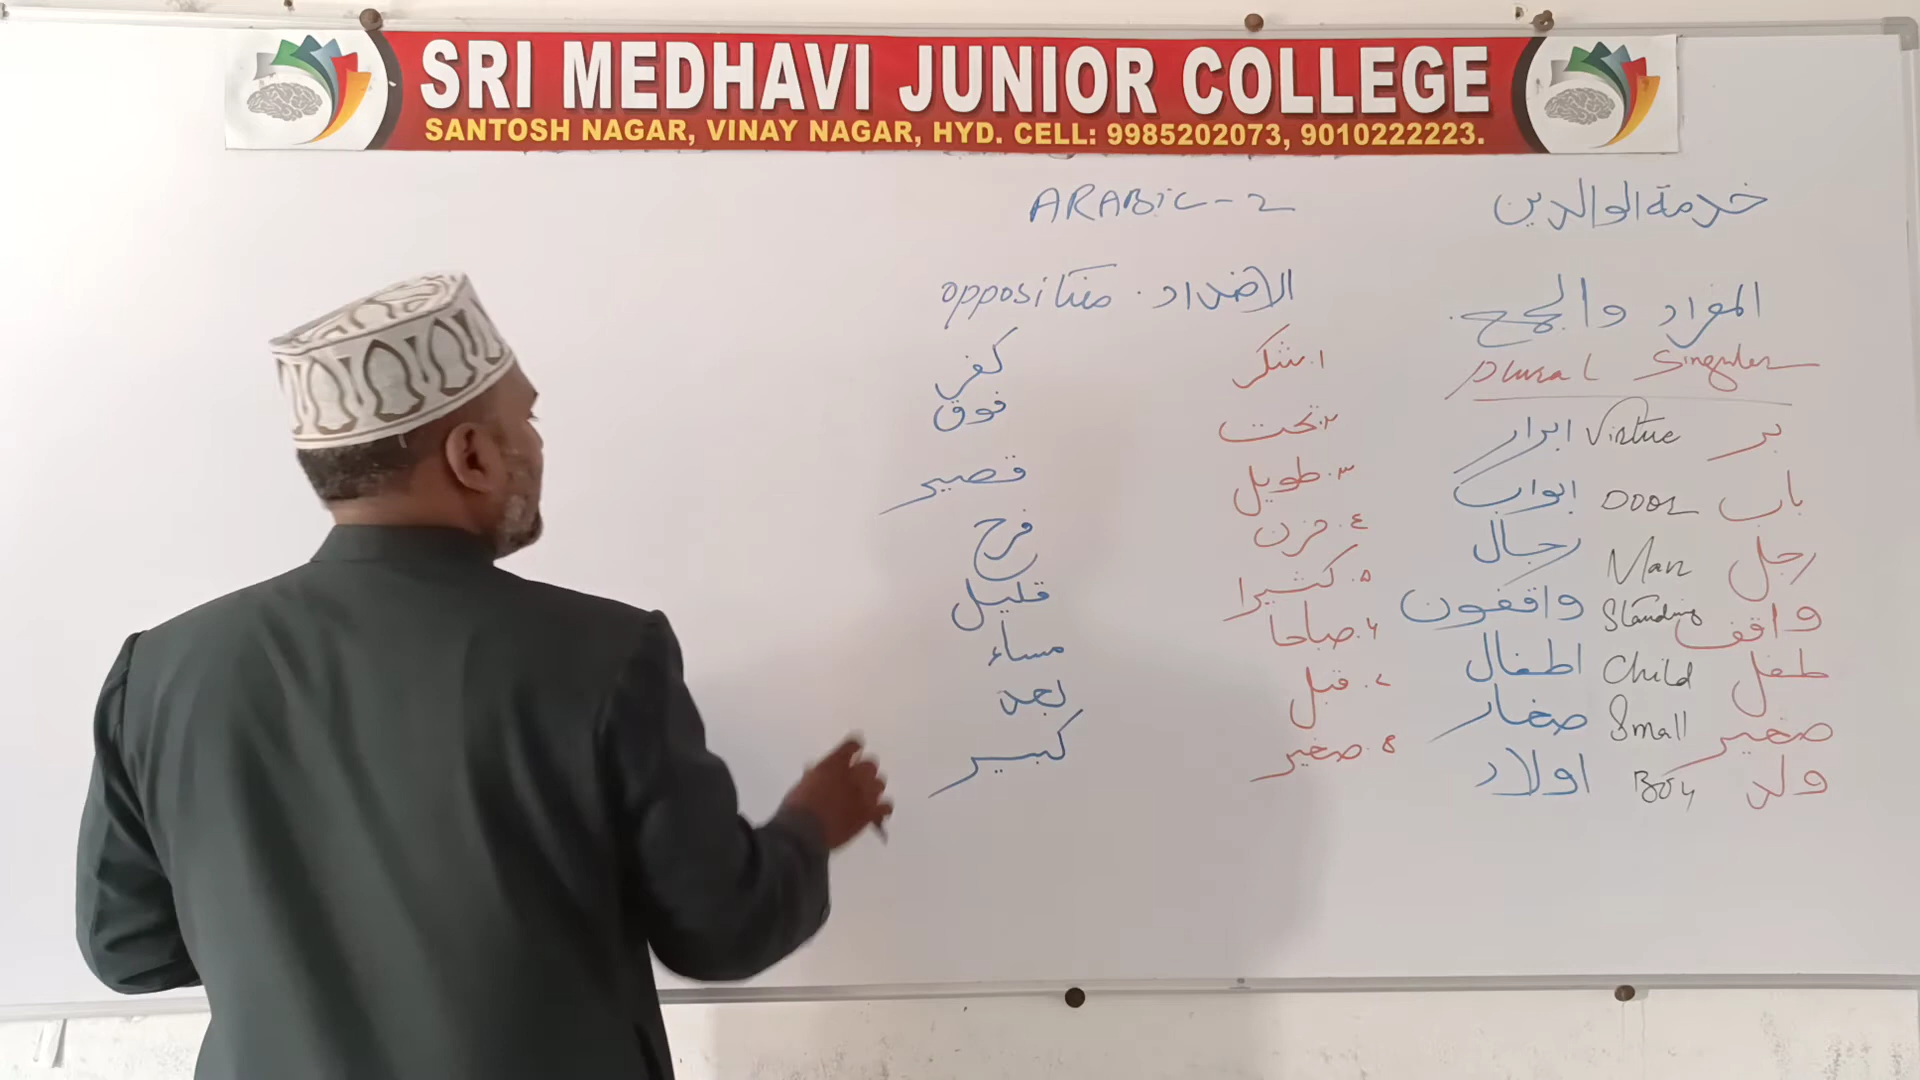 SRI MEDHAVI JUNIOR COLLEGE
SANTOSH NAGAR, VINAY NAGAR, HYD. CELL: 9985202073, 9010222223.
ARABIC - 2
خدمة الوالدين
المفراد والجمع
Singular Plural
بر Virtue ابرار
باب Door ابواب
رجل Man رجال
واقف Standing واقفون
طفل Child اطفال
صغير Small صغار
ولد Boy اولاد
الاضداد. opposities
١. شكر كفر
٢. تحت فوق
٣. طويل قصير
٤. حزن فرح
٥. كثيرا قليل
٦. صباحا مساء
٧. قبل بعد
٨. صغير كبير